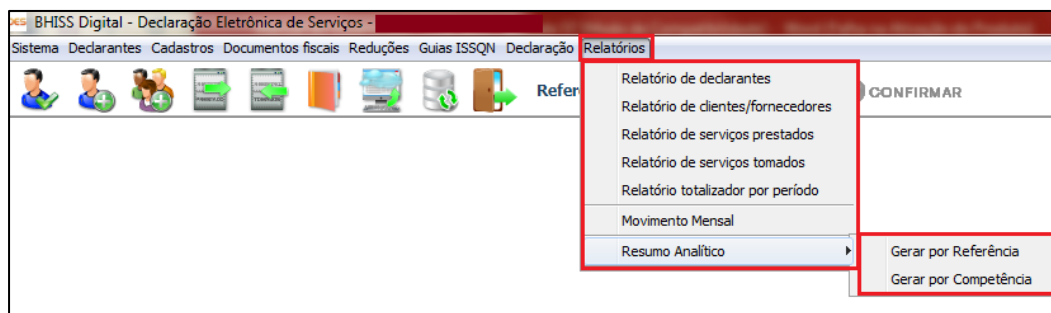 DES BHISS Digital - Declaração Eletrônica de Serviços -
Sistema Declarantes Cadastros Documentos fiscais Reduções Guias ISSQN Declaração Relatórios
Refer
CONFIRMAR
Relatório de declarantes
Relatório de clientes/fornecedores
Relatório de serviços prestados
Relatório de serviços tomados
Relatório totalizador por período
Movimento Mensal
Resumo Analítico
Gerar por Referência
Gerar por Competência